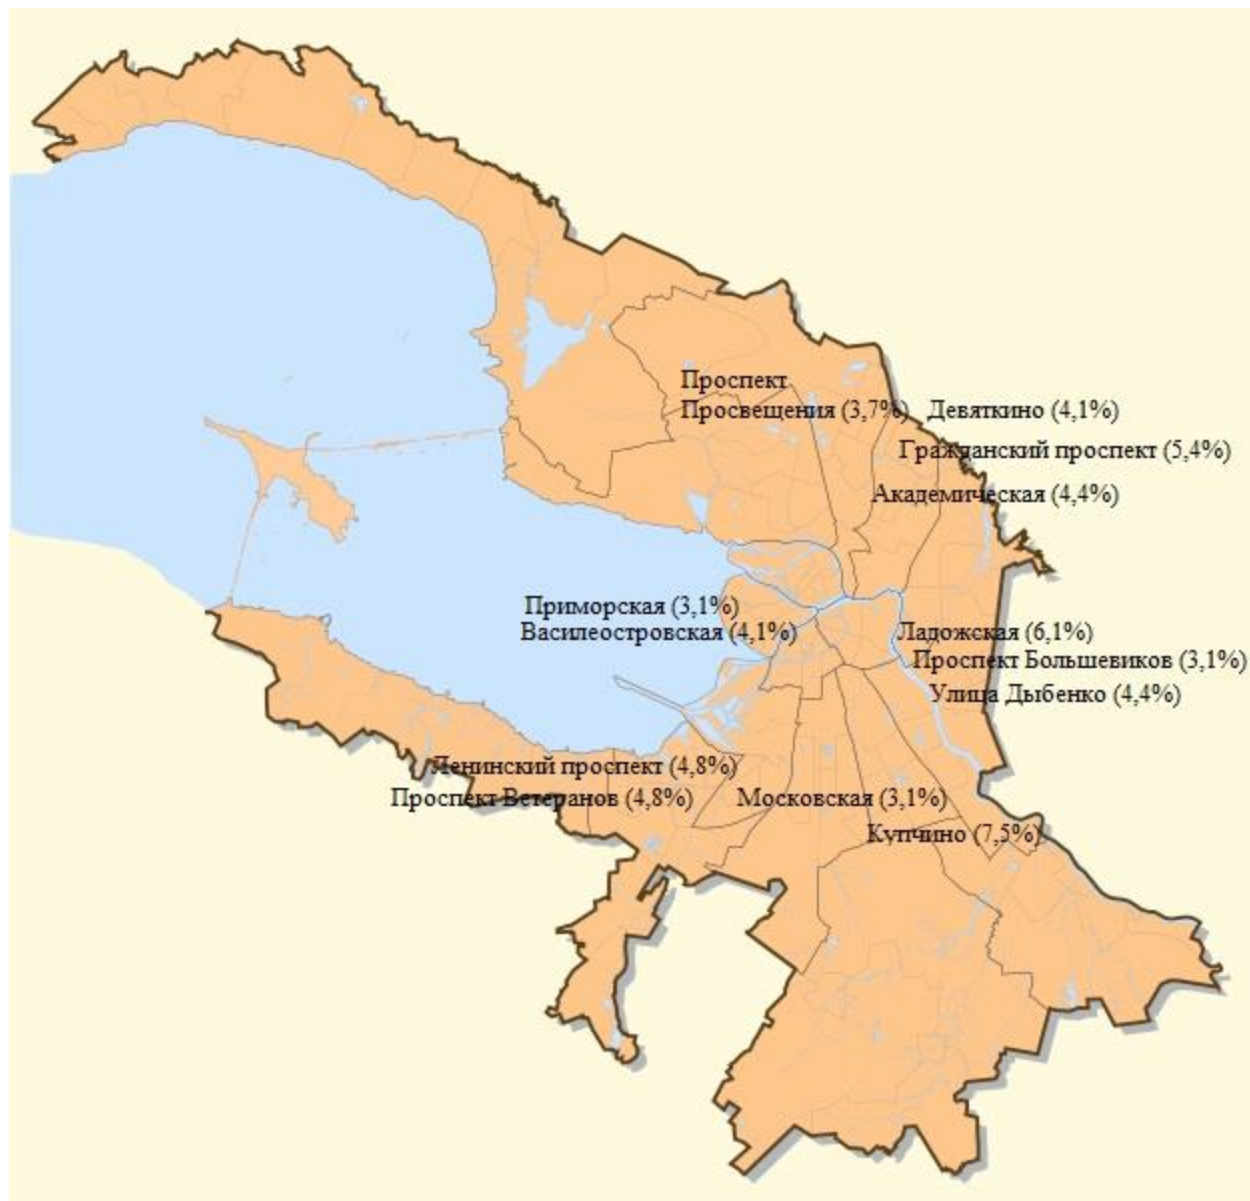 Проспект
Просвещения (3,7%)
Девяткино (4,1%)
Гражданский проспект (5,4%)
Академическая (4,4%)
Приморская (3,1%)
Василеостровская (4,1%)
Ладожская (6,1%)
Проспект Большевиков (3,1%)
Улица Дыбенко (4,4%)
Ленинский проспект (4,8%)
Проспект Ветеранов (4,8%)
Московская (3,1%)
Купчино (7,5%)